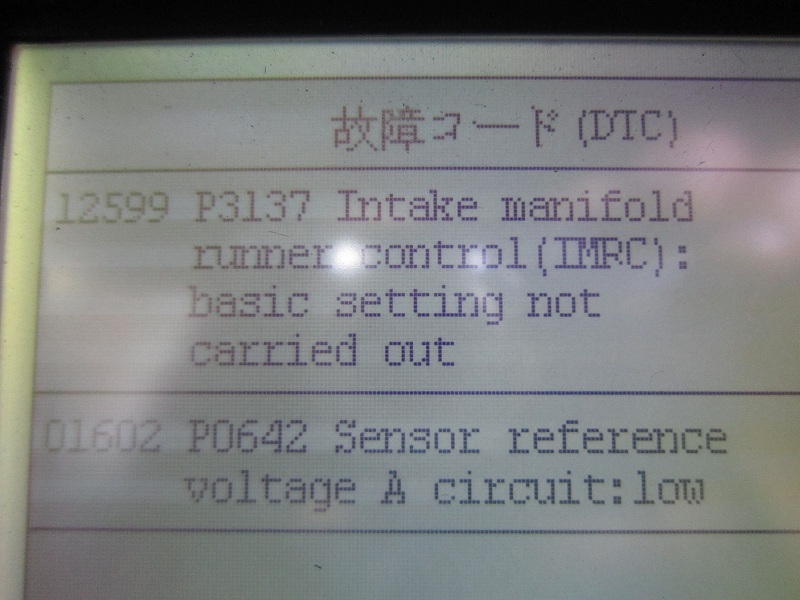 故障コード(DTC)
12599 P3137 Intake manifold
runner control(IMRC):
basic setting not
carried out
01602 P0642 Sensor reference
voltage A circuit:low